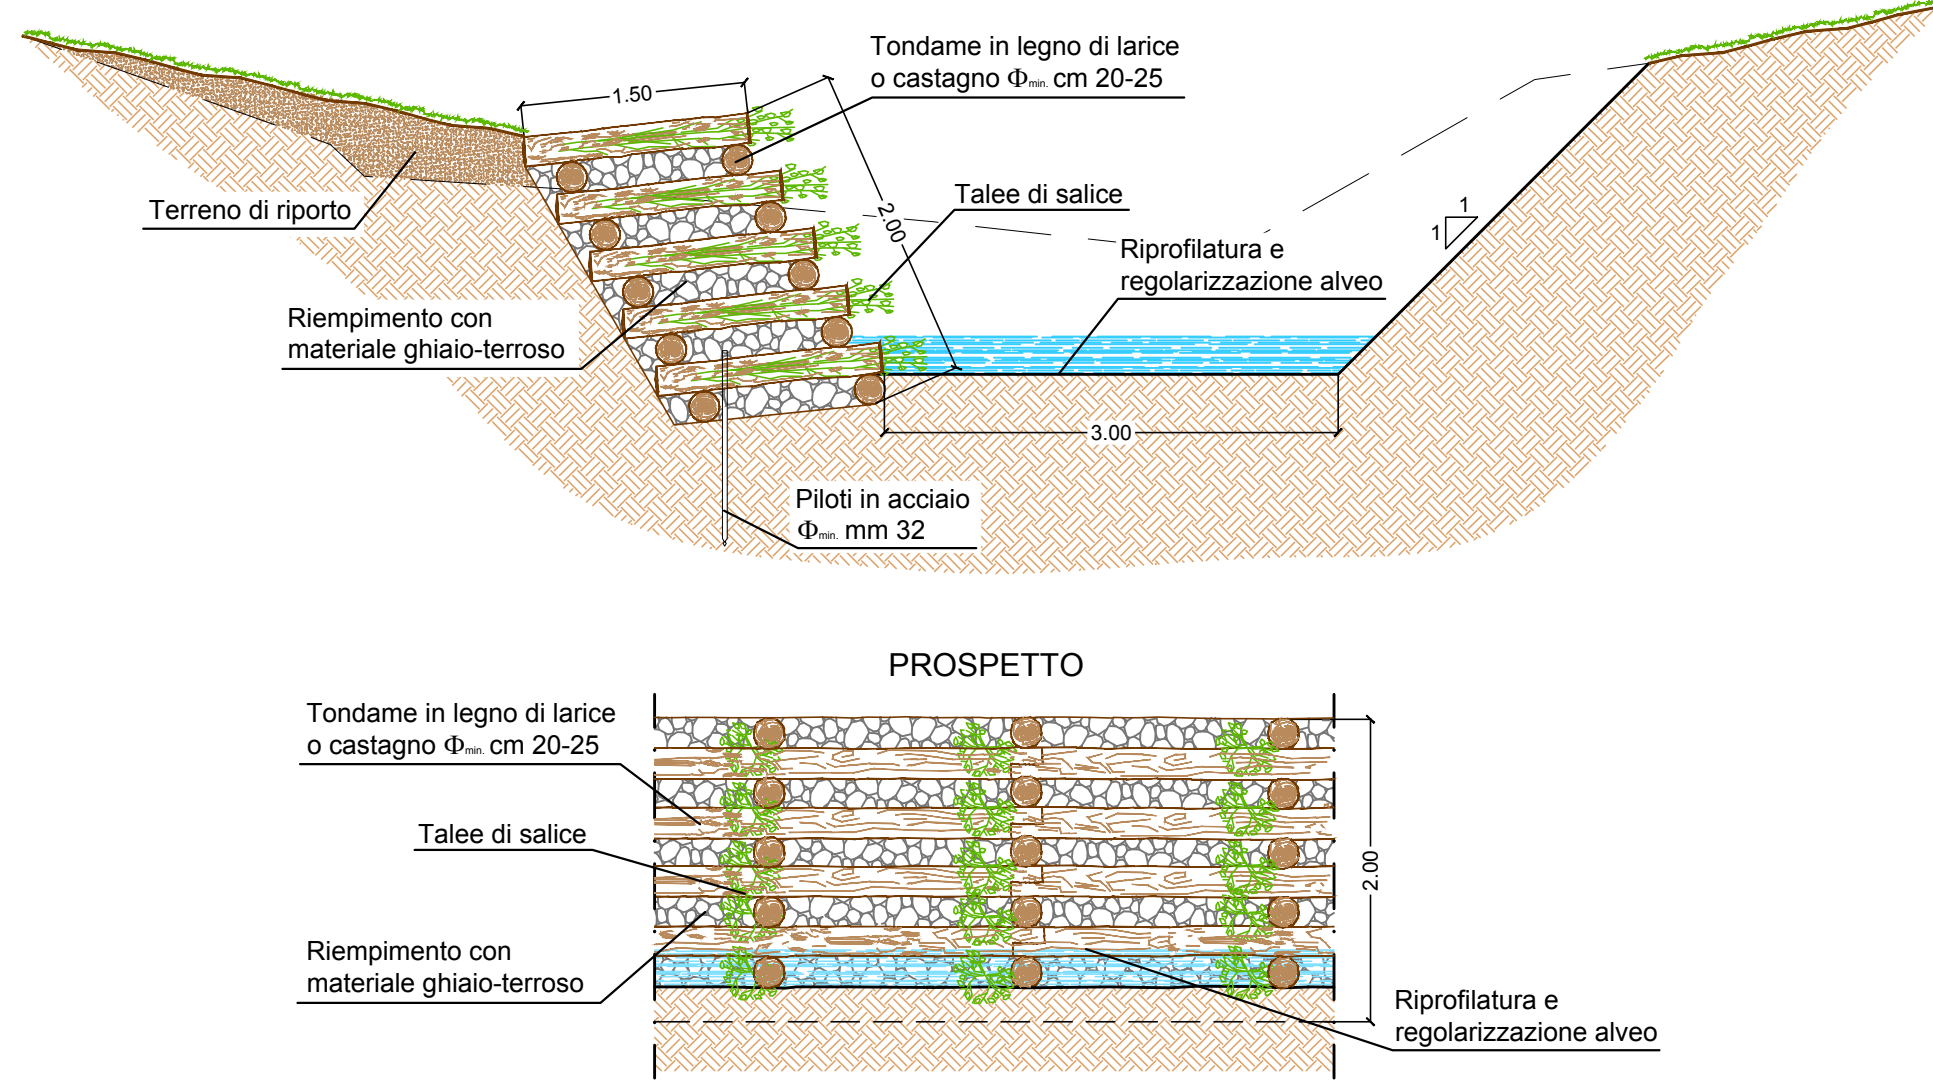 Tondame in legno di larice
o castagno Φmin. cm 20-25
1.50
Talee di salice
2.00
Terreno di riporto
1
1
Riprofilatura e
regolarizzazione alveo
Riempimento con
materiale ghiaio-terroso
3.00
Piloti in acciaio
Φmin. mm 32
PROSPETTO
Tondame in legno di larice
o castagno Φmin. cm 20-25
Talee di salice
2.00
Riempimento con
materiale ghiaio-terroso
Riprofilatura e
regolarizzazione alveo